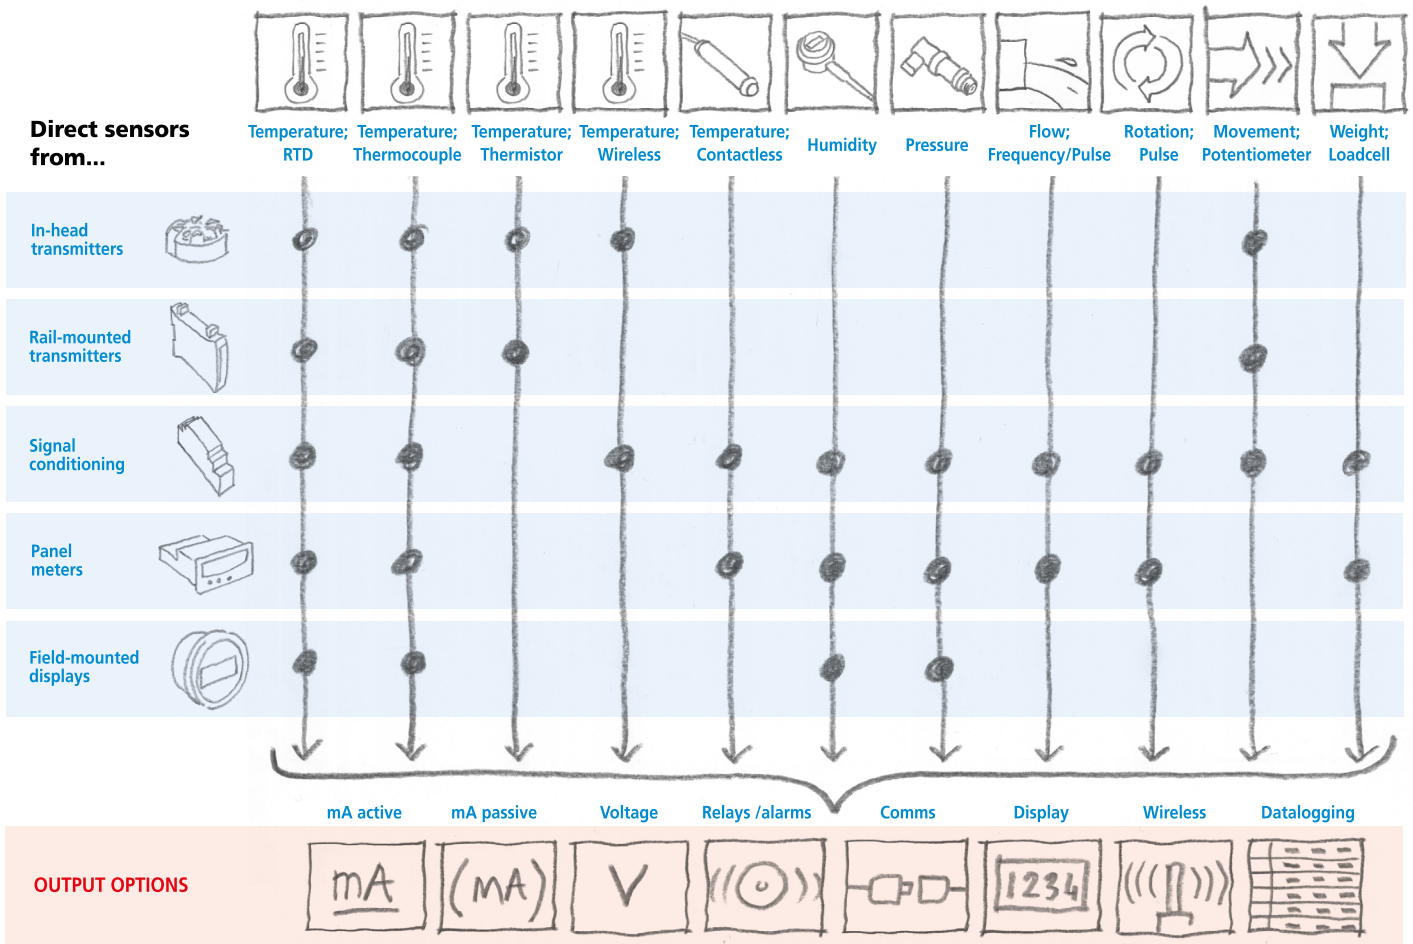 Direct sensors
from...
Temperature;
RTD
Temperature;
Thermocouple
Temperature;
Thermistor
Temperature;
Wireless
Temperature;
Contactless
Humidity
Pressure
Flow;
Frequency/Pulse
Rotation;
Pulse
Movement;
Potentiometer
Weight;
Loadcell
In-head
transmitters
Rail-mounted
transmitters
Signal
conditioning
Panel
meters
Field-mounted
displays
mA active
mA passive
Voltage
Relays /alarms
Comms
Display
Wireless
Datalogging
OUTPUT OPTIONS
mA
(mA)
V
1234